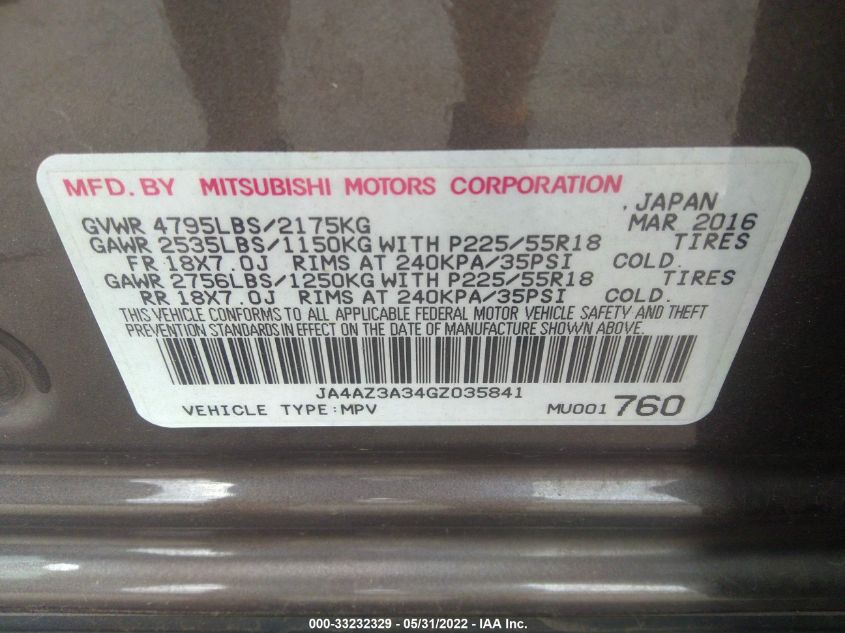 MFD. BY MITSUBISHI MOTORS CORPORATION
, JAPAN
GVWR 4795LBS/2175KG MAR 2016
GAWR 2535LBS/1150KG WITH P225/55R18 TIRES
FR 18X7.0J RIMS AT 240KPA/35PSI COLD.
GAWR 2756LBS/1250KG WITH P225/55R18 TIRES
RR 18X7.0J RIMS AT 240KPA/35PSI COLD.
THIS VEHICLE CONFORMS TO ALL APPLICABLE FEDERAL MOTOR VEHICLE SAFETY AND THEFT
PREVENTION STANDARDS IN EFFECT ON THE DATE OF MANUFACTURE SHOWN ABOVE.
JA4AZ3A34GZ035841
VEHICLE TYPE:MPV MU001760
000-33232329 - 05/31/2022 - IAA Inc.